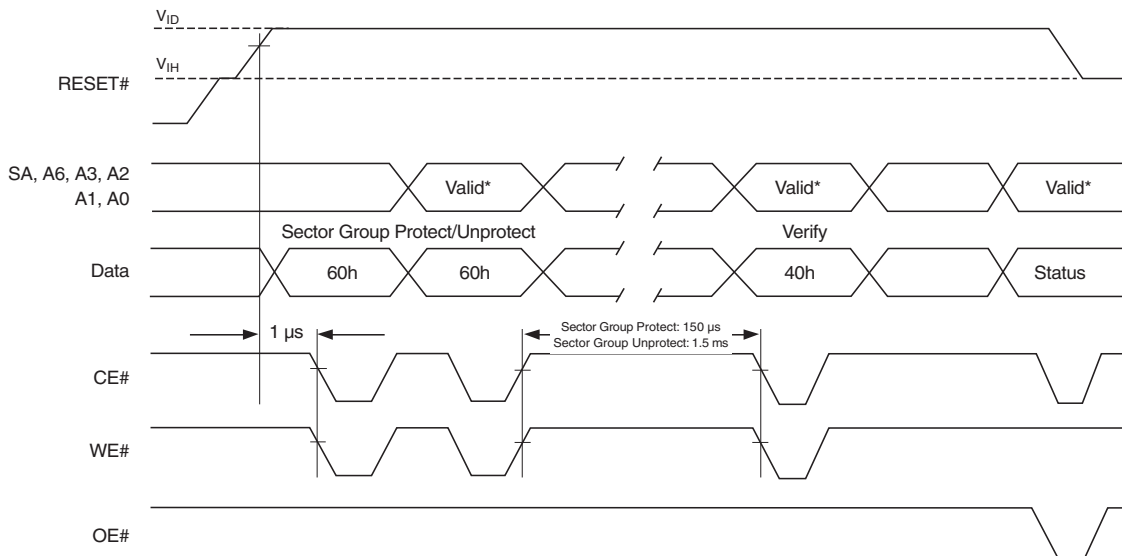 VID
VIH
RESET#
SA, A6, A3, A2
A1, A0
Valid*
Valid*
Valid*
Sector Group Protect/Unprotect
Verify
Data
60h
60h
40h
Status
1 µs
Sector Group Protect: 150 µs
Sector Group Unprotect: 1.5 ms
CE#
WE#
OE#